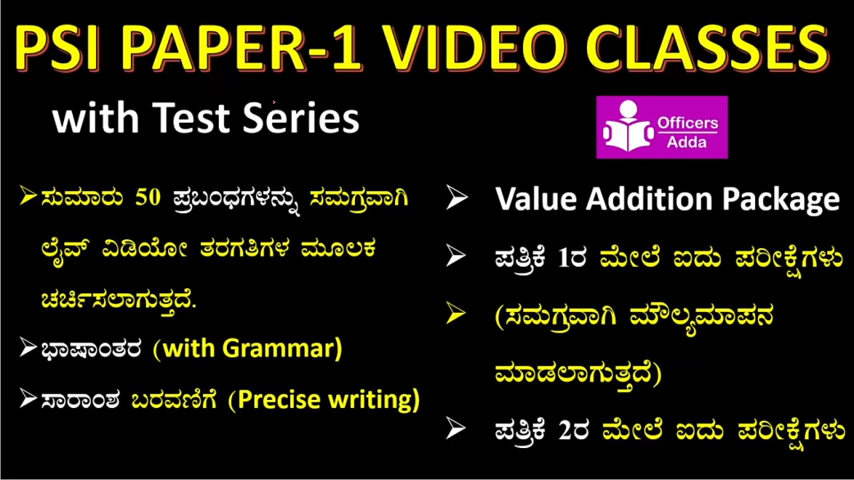 PSI PAPER-1 VIDEO CLASSES
with Test Series
Officers
Adda
➢ಸುಮಾರು 50 ಪ್ರಬಂಧಗಳನ್ನು ಸಮಗ್ರವಾಗಿ
ಲೈವ್ ವಿಡಿಯೋ ತರಗತಿಗಳ ಮೂಲಕ
ಚರ್ಚಿಸಲಾಗುತ್ತದೆ.
➢ಭಾಷಾಂತರ (with Grammar)
➢ಸಾರಾಂಶ ಬರವಣಿಗೆ (Precise writing)
➢ Value Addition Package
➢ ಪತ್ರಿಕೆ 1ರ ಮೇಲೆ ಐದು ಪರೀಕ್ಷೆಗಳು
➢ (ಸಮಗ್ರವಾಗಿ ಮೌಲ್ಯಮಾಪನ
ಮಾಡಲಾಗುತ್ತದೆ)
➢ ಪತ್ರಿಕೆ 2ರ ಮೇಲೆ ಐದು ಪರೀಕ್ಷೆಗಳು